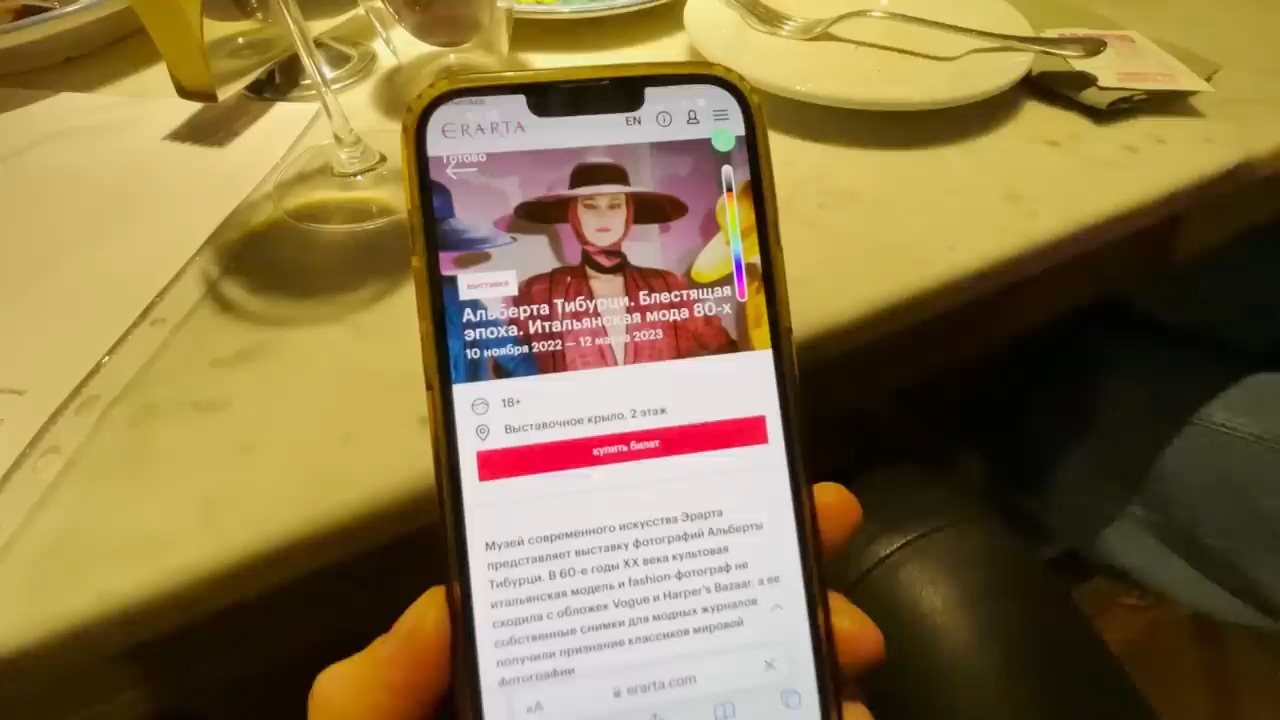 ERARTA
EN
Готово
выставка
Альберта Тибурци. Блестящая
эпоха. Итальянская мода 80-х
10 ноября 2022 — 12 марта 2023
18+
Выставочное крыло, 2 этаж
купить билет
Музей современного искусства Эрарта
представляет выставку фотографий Альберты
Тибурци. В 60-е годы XX века культовая
итальянская модель и fashion-фотограф не
сходила с обложек Vogue и Harper's Bazaar, а ее
собственные снимки для модных журналов
получили признание классиков мировой
фотографии
AA
erarta.com